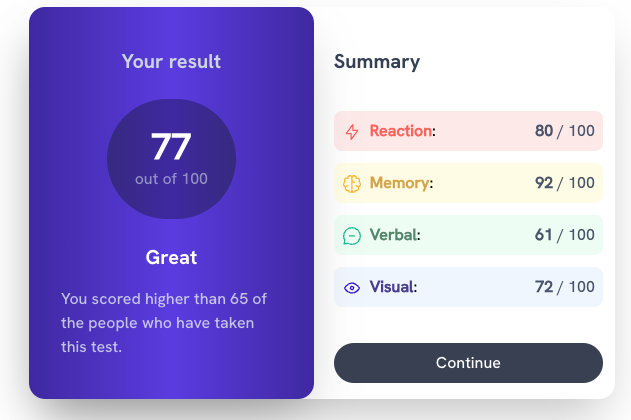 Your result
77
out of 100
Great
You scored higher than 65 of
the people who have taken
this test.
Summary
Reaction: 80 / 100
Memory: 92 / 100
Verbal: 61 / 100
Visual: 72 / 100
Continue